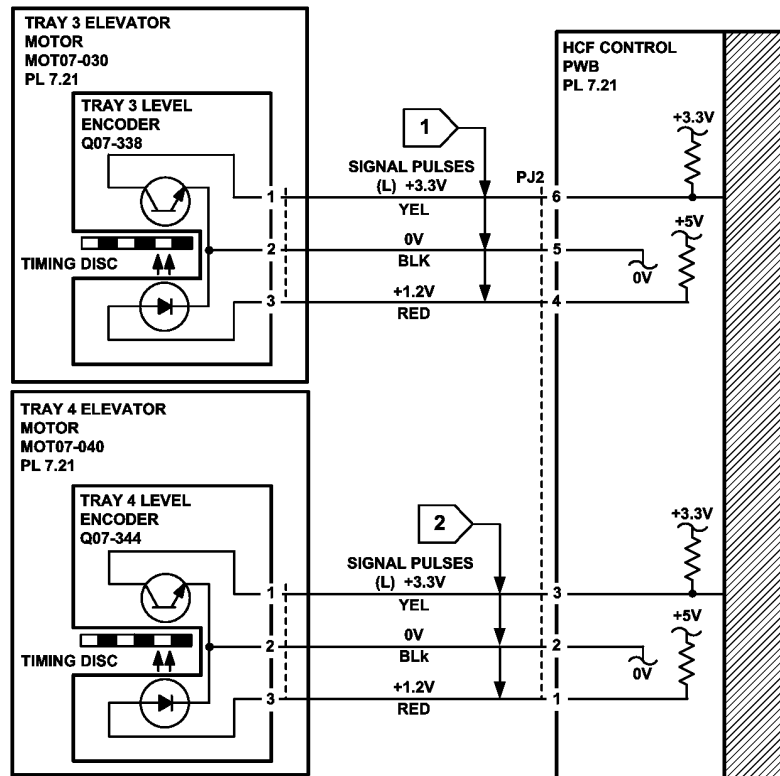 TRAY 3 ELEVATOR
MOTOR
MOT07-030
PL 7.21
TRAY 3 LEVEL
ENCODER
Q07-338
TIMING DISC
1
2
3
1
SIGNAL PULSES
(L) +3.3V
YEL
0V
BLK
+1.2V
RED
PJ2
6
5
4
HCF CONTROL
PWB
PL 7.21
+3.3V
+5V
0V
TRAY 4 ELEVATOR
MOTOR
MOT07-040
PL 7.21
TRAY 4 LEVEL
ENCODER
Q07-344
TIMING DISC
1
2
3
2
SIGNAL PULSES
(L) +3.3V
YEL
0V
BLk
+1.2V
RED
3
2
1
+3.3V
+5V
0V